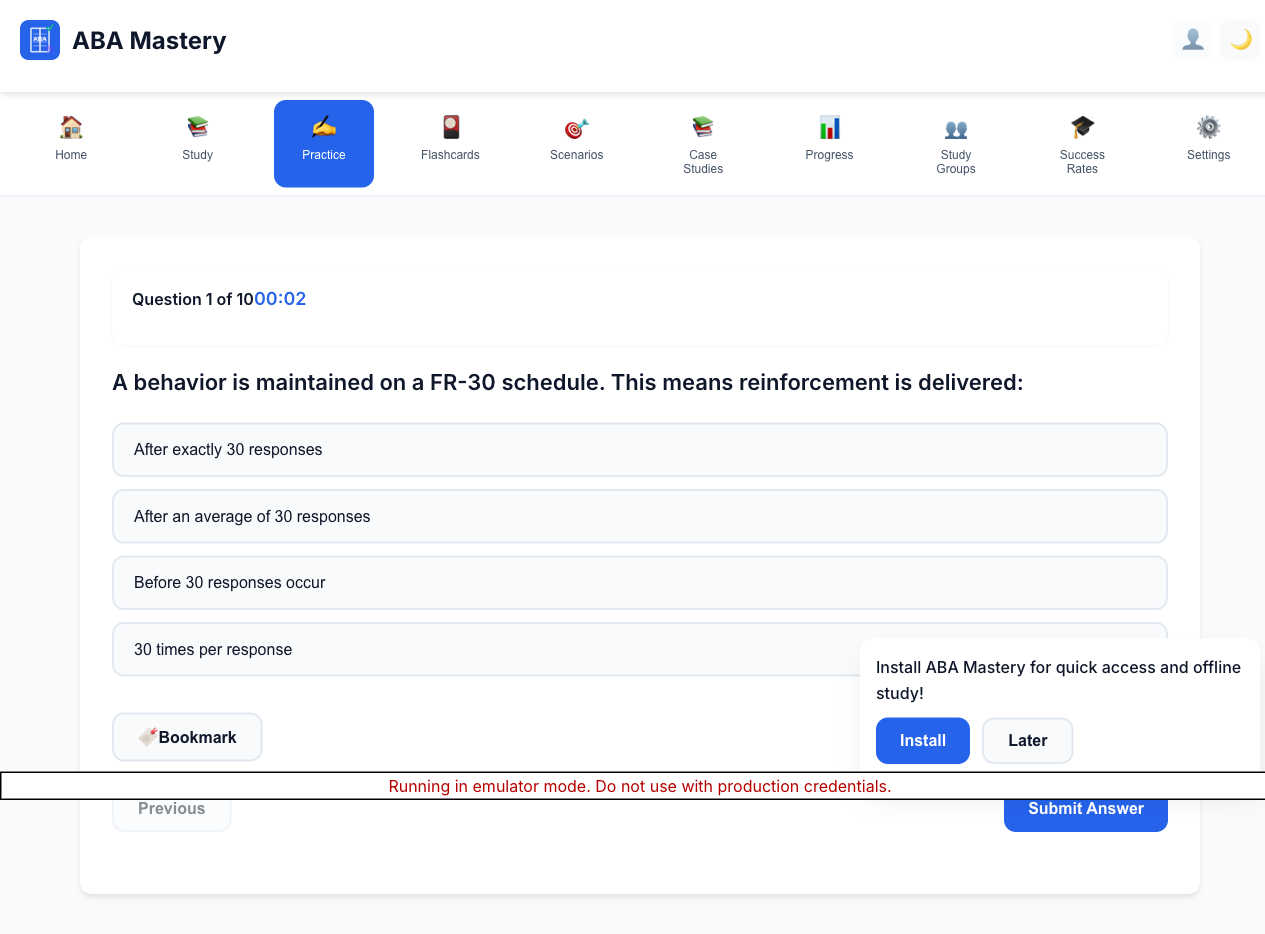 ABA
ABA Mastery
Home
Study
Practice
Flashcards
Scenarios
Case
Studies
Progress
Study
Groups
Success
Rates
Settings
Question 1 of 1000:02
A behavior is maintained on a FR-30 schedule. This means reinforcement is delivered:
After exactly 30 responses
After an average of 30 responses
Before 30 responses occur
30 times per response
Install ABA Mastery for quick access and offline
study!
Install
Later
Bookmark
Running in emulator mode. Do not use with production credentials.
Previous
Submit Answer